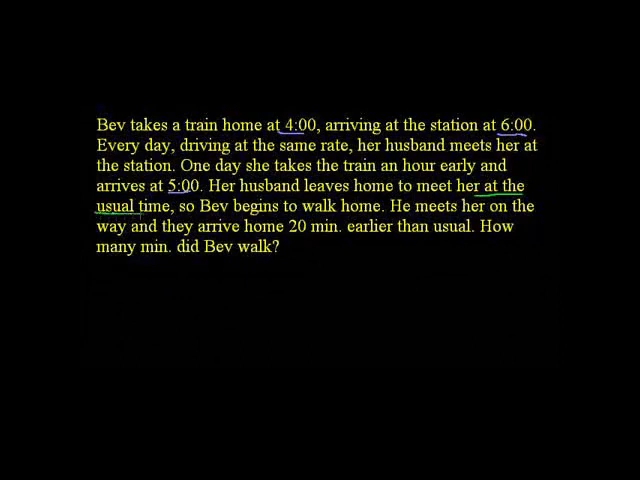 Bev takes a train home at 4:00, arriving at the station at 6:00.
Every day, driving at the same rate, her husband meets her at
the station. One day she takes the train an hour early and
arrives at 5:00. Her husband leaves home to meet her at the
usual time, so Bev begins to walk home. He meets her on the
way and they arrive home 20 min. earlier than usual. How
many min. did Bev walk?